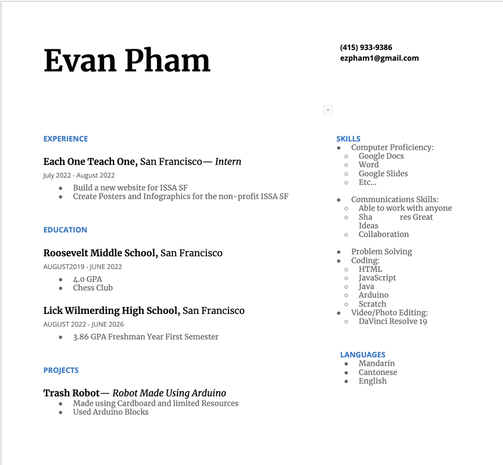 Evan Pham
(415) 933-9386
ezpham1@gmail.com
EXPERIENCE
Each One Teach One, San Francisco— Intern
July 2022 - August 2022
● Build a new website for ISSA SF
● Create Posters and Infographics for the non-profit ISSA SF
EDUCATION
Roosevelt Middle School, San Francisco
AUGUST2019 - JUNE 2022
● 4.0 GPA
● Chess Club
Lick Wilmerding High School, San Francisco
AUGUST 2022 - JUNE 2026
● 3.86 GPA Freshman Year First Semester
PROJECTS
Trash Robot— Robot Made Using Arduino
● Made using Cardboard and limited Resources
● Used Arduino Blocks
SKILLS
● Computer Proficiency:
○ Google Docs
○ Word
○ Google Slides
○ Etc...
● Communications Skills:
○ Able to work with anyone
○ Sha res Great
Ideas
○ Collaboration
● Problem Solving
● Coding:
○ HTML
○ JavaScript
○ Java
○ Arduino
○ Scratch
● Video/Photo Editing:
○ DaVinci Resolve 19
LANGUAGES
● Mandarin
● Cantonese
● English